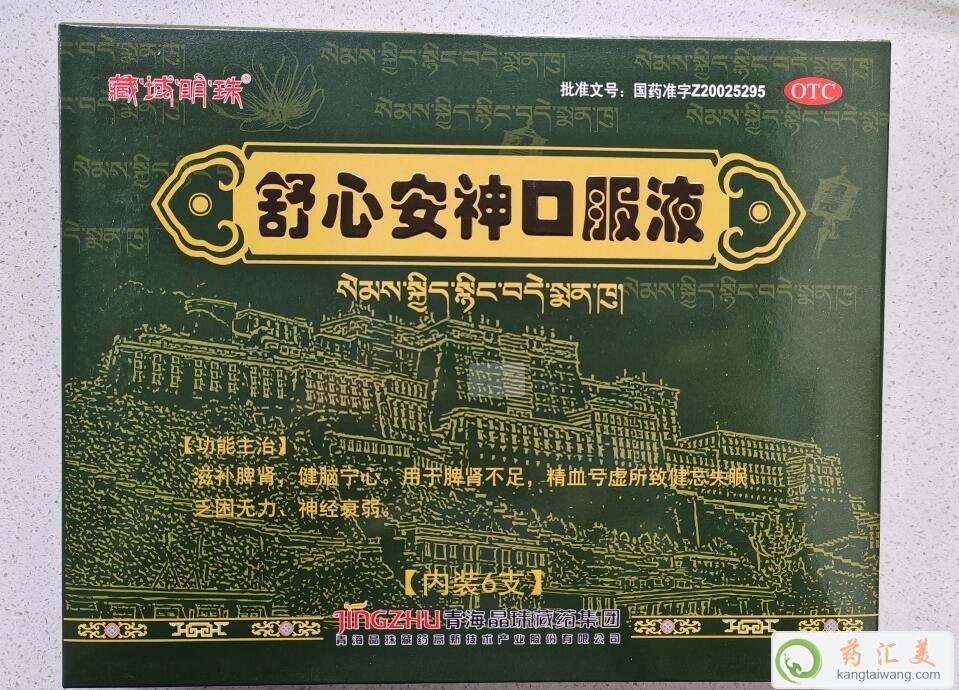 藏域明珠®
批准文号：国药准字Z20025295
OTC
舒心安神口服液
སེམས་སྐྱིད་སྙིང་བདེ་སྨན་ཁུ།
【功能主治】
滋补脾肾，健脑宁心。用于脾肾不足，精血亏虚所致健忘失眠
乏困无力、神经衰弱。
【内装6支】
JINGZHU青海晶珠藏药集团
青海晶珠藏药高新技术产业股份有限公司
药汇美
kangtaiwang.com